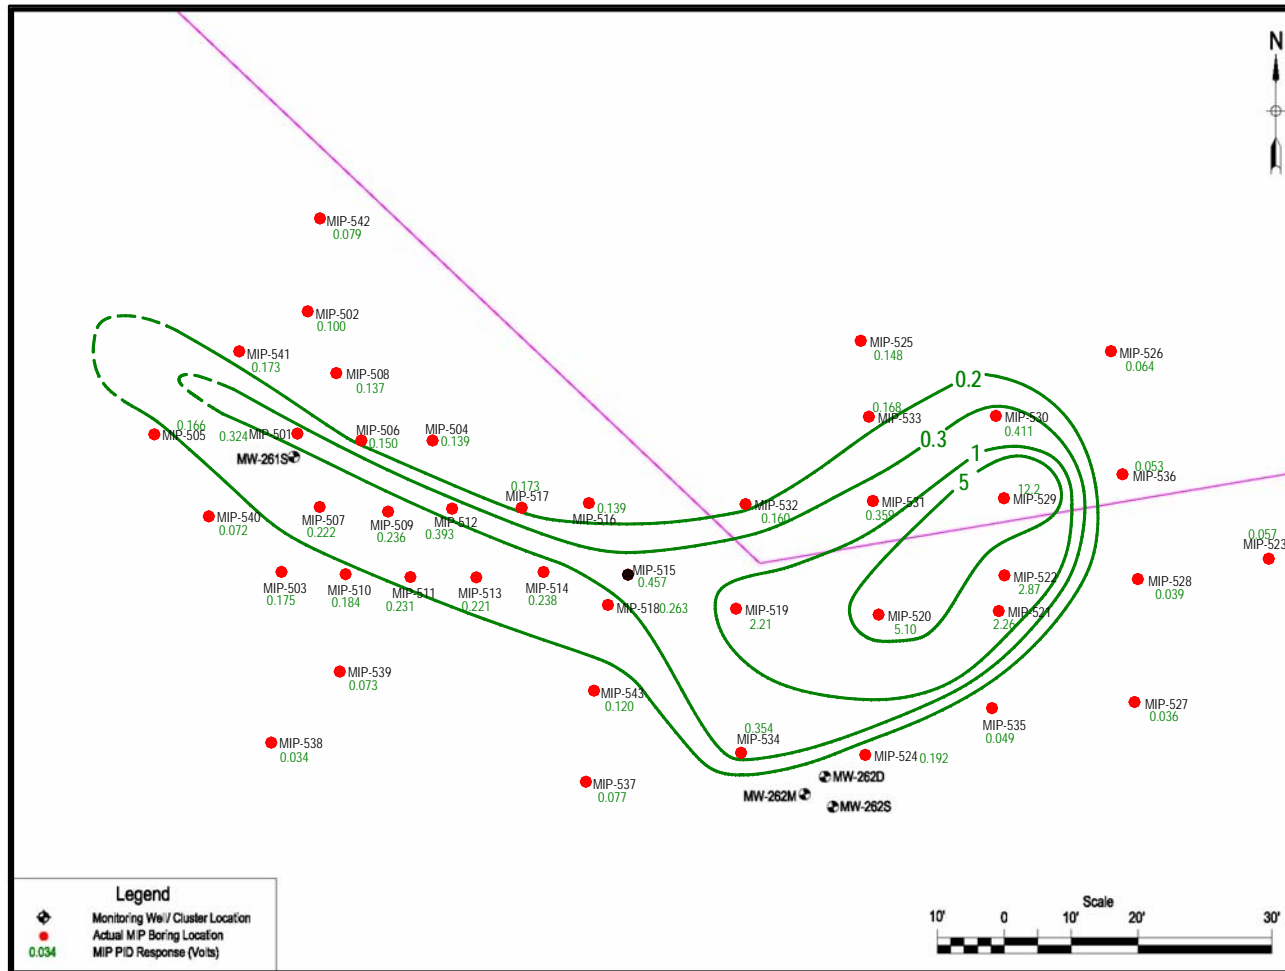 N
MIP-542
0.079
MIP-502
0.100
MIP-541
0.173
MIP-508
0.137
MIP-525
0.148
MIP-526
0.064
0.2
0.166
MIP-505
0.324
MIP-501
MIP-506
0.150
MIP-504
0.139
0.168
MIP-533
MIP-530
0.411
0.3
1
5
MW-261S
0.053
MIP-536
MIP-540
0.072
MIP-507
0.222
MIP-509
0.236
MIP-512
0.393
0.173
MIP-517
0.139
MIP-516
MIP-532
0.160
MIP-531
0.359
12.2
MIP-529
0.057
MIP-523
MIP-503
0.175
MIP-510
0.184
MIP-511
0.231
MIP-513
0.221
MIP-514
0.238
MIP-515
0.457
MIP-518
0.263
MIP-519
2.21
MIP-520
5.10
MIP-522
2.87
MIP-521
2.26
MIP-528
0.039
MIP-539
0.073
MIP-543
0.120
MIP-527
0.036
MIP-535
0.049
MIP-538
0.034
0.354
MIP-534
MIP-524
0.192
MIP-537
0.077
MW-262D
MW-262M
MW-262S
Legend
Monitoring Well/ Cluster Location
Actual MIP Boring Location
0.034 MIP PID Response (Volts)
Scale
10' 0 10' 20' 30'